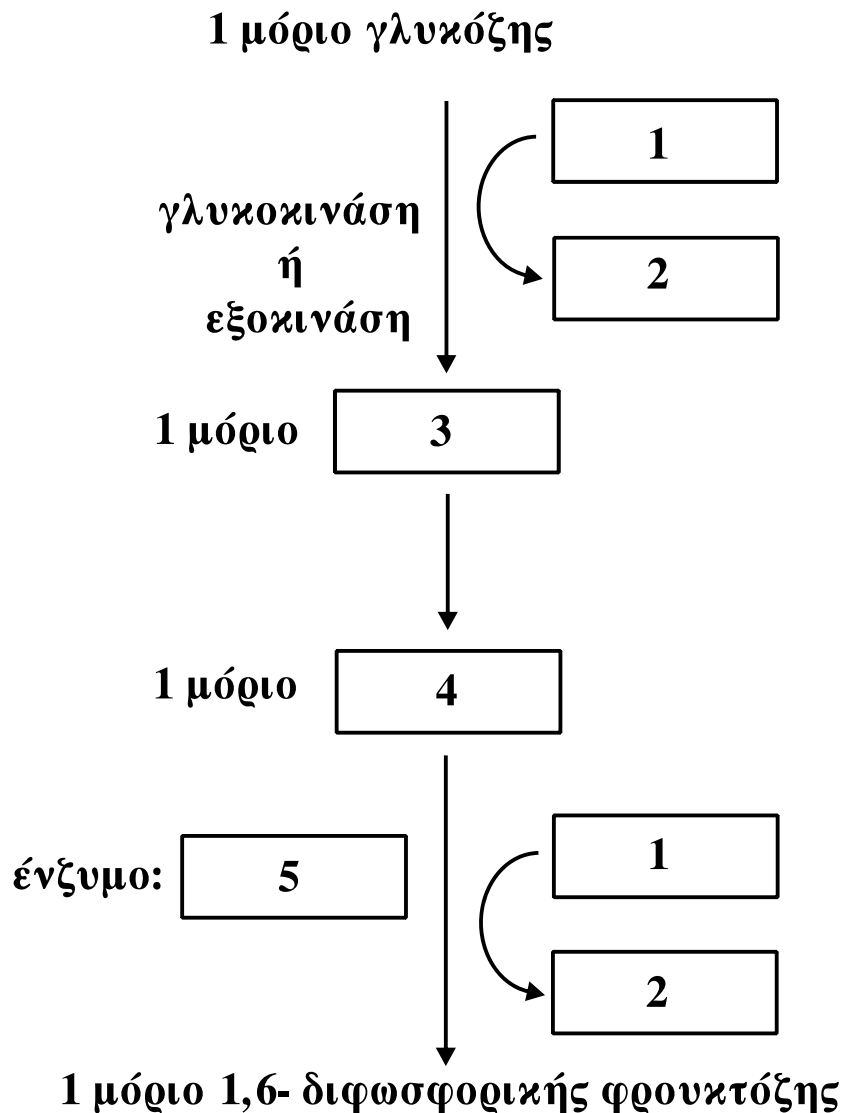 1 μόριο γλυκόζης
1
γλυκοκινάση
ή
εξοκινάση
2
1 μόριο 3
1 μόριο 4
1
ένζυμο: 5
2
1 μόριο 1,6- διφωσφορικής φρουκτόζης